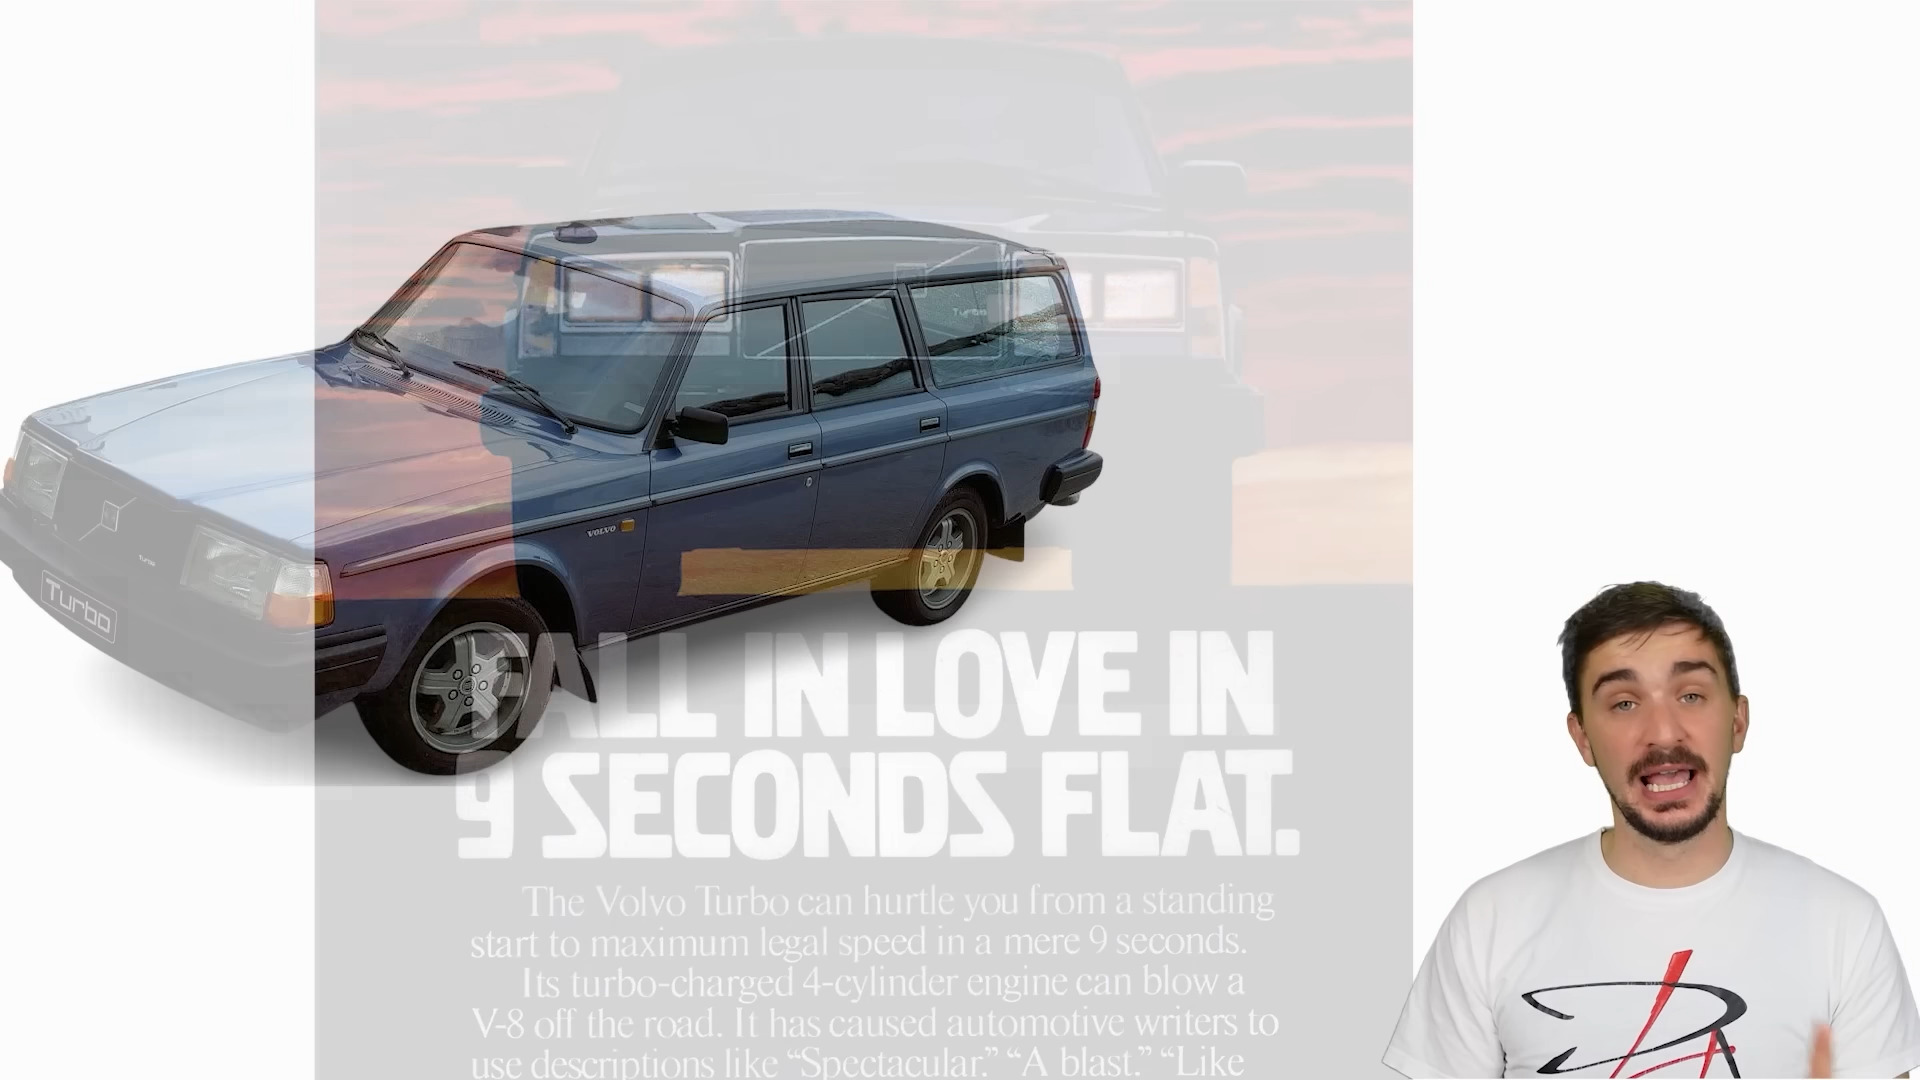 Turbo
VOLVO
Turbo
Turbo
FALL IN LOVE IN
9 SECONDS FLAT.
The Volvo Turbo can hurtle you from a standing
start to maximum legal speed in a mere 9 seconds.
Its turbo-charged 4-cylinder engine can blow a
V-8 off the road. It has caused automotive writers to
use descriptions like “Spectacular.” “A blast.” “Like